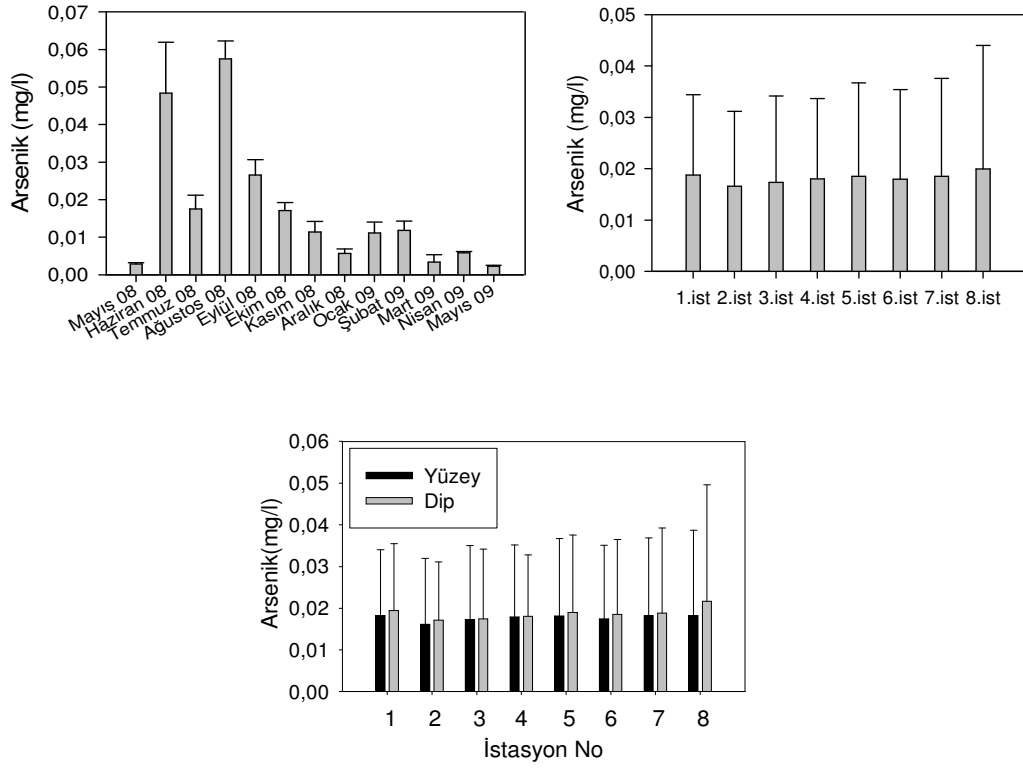 Arsenik (mg/l)
0,07
0,06
0,05
0,04
0,03
0,02
0,01
0,00
Mayıs 08
Haziran 08
Temmuz 08
Ağustos 08
Eylül 08
Ekim 08
Kasım 08
Aralık 08
Ocak 09
Şubat 09
Mart 09
Nisan 09
Mayıs 09
Arsenik (mg/l)
0,05
0,04
0,03
0,02
0,01
0,00
1.ist 2.ist 3.ist 4.ist 5.ist 6.ist 7.ist 8.ist
Arsenik(mg/l)
0,06
0,05
0,04
0,03
0,02
0,01
0,00
Yüzey
Dip
1 2 3 4 5 6 7 8
İstasyon No